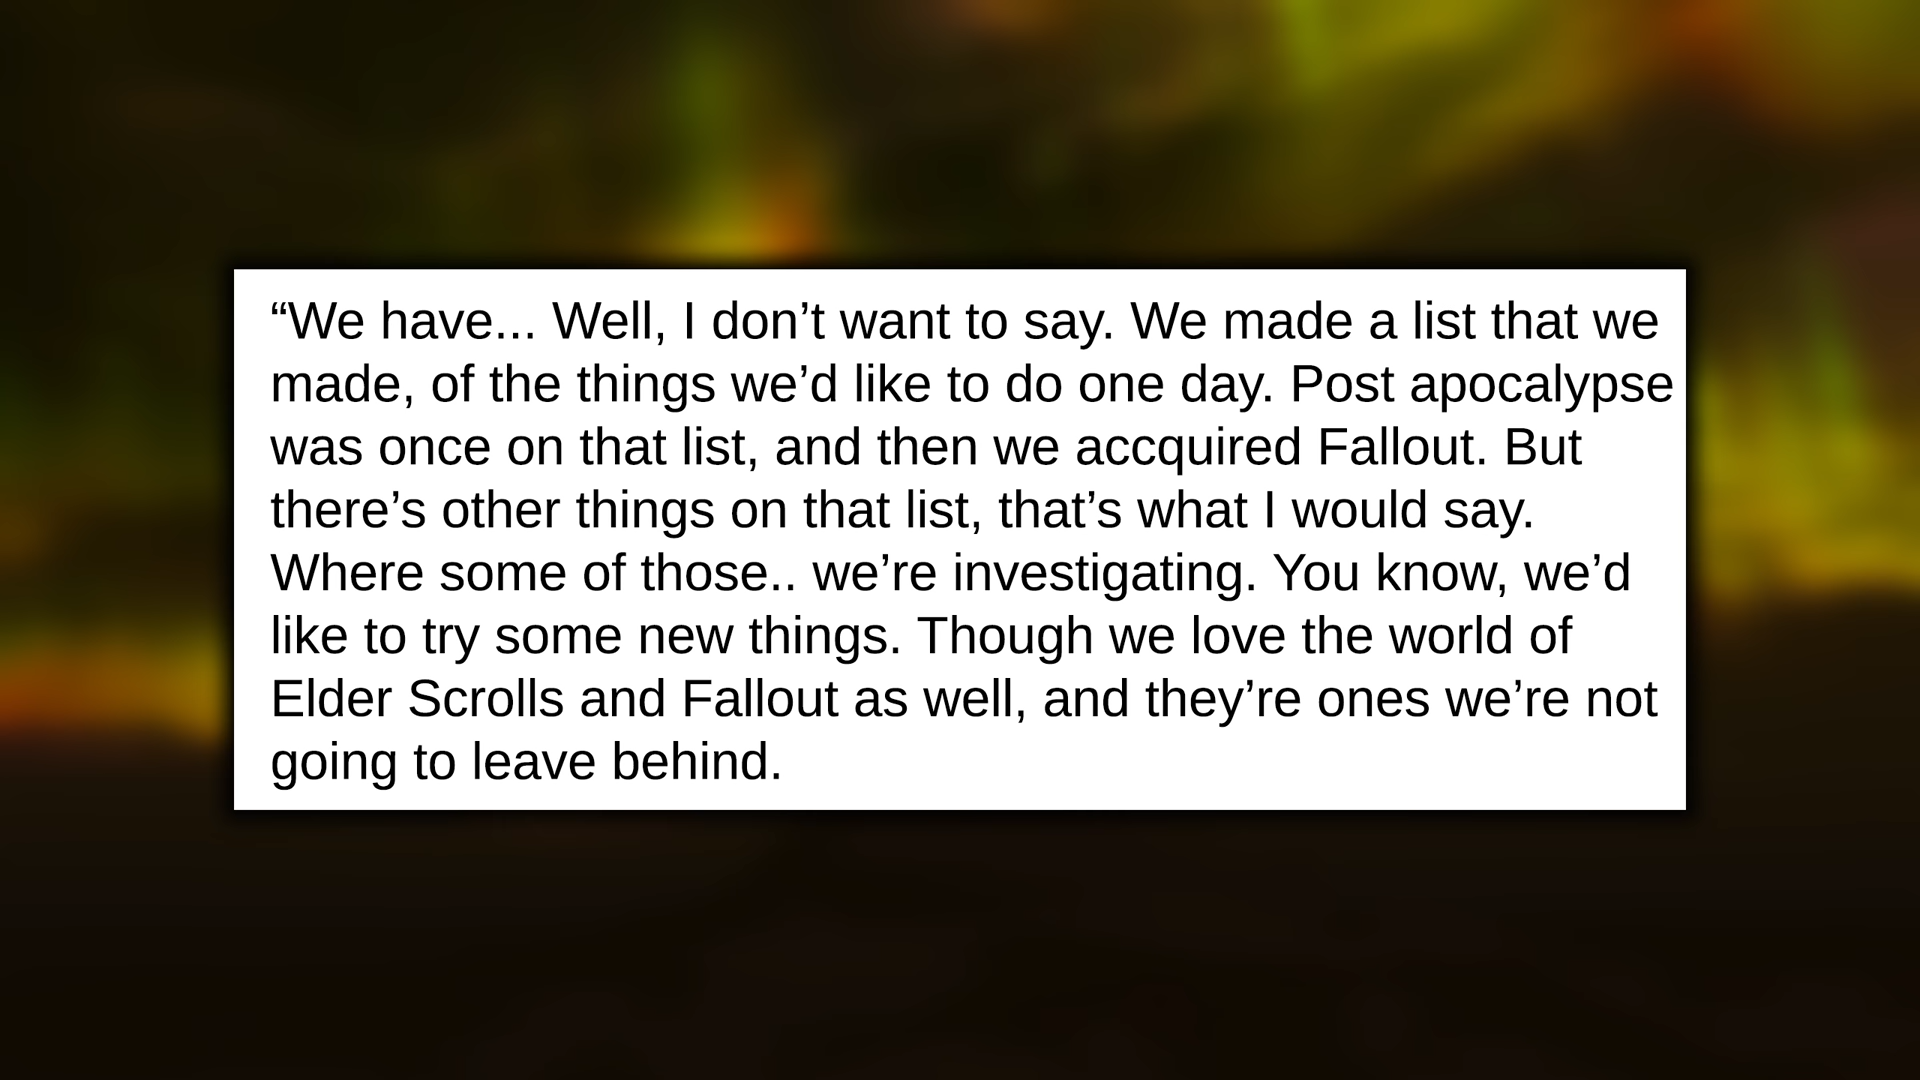 “We have... Well, I don’t want to say. We made a list that we
made, of the things we’d like to do one day. Post apocalypse
was once on that list, and then we accquired Fallout. But
there’s other things on that list, that’s what I would say.
Where some of those.. we’re investigating. You know, we’d
like to try some new things. Though we love the world of
Elder Scrolls and Fallout as well, and they’re ones we’re not
going to leave behind.